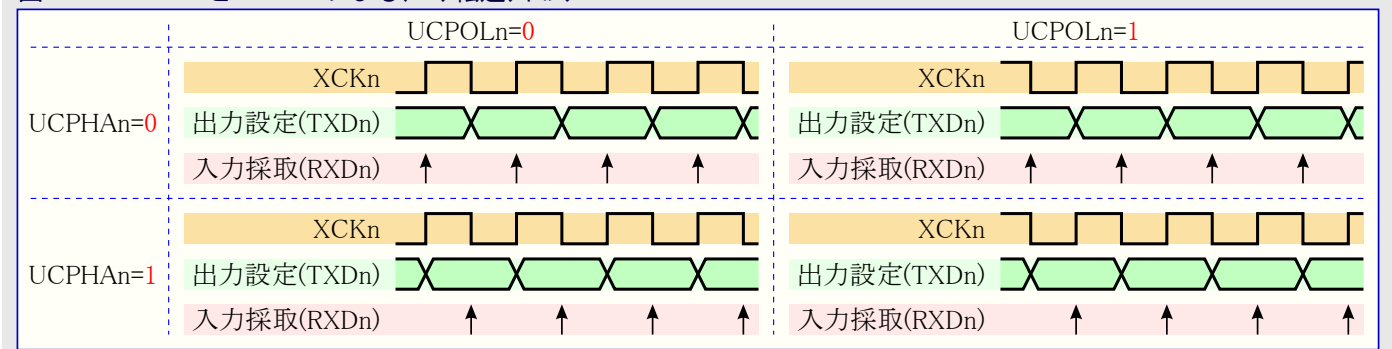 UCPOLn=0
UCPOLn=1
UCPHAn=0
XCKn
出力設定(TXDn)
入力採取(RXDn)
XCKn
出力設定(TXDn)
入力採取(RXDn)
UCPHAn=1
XCKn
出力設定(TXDn)
入力採取(RXDn)
XCKn
出力設定(TXDn)
入力採取(RXDn)